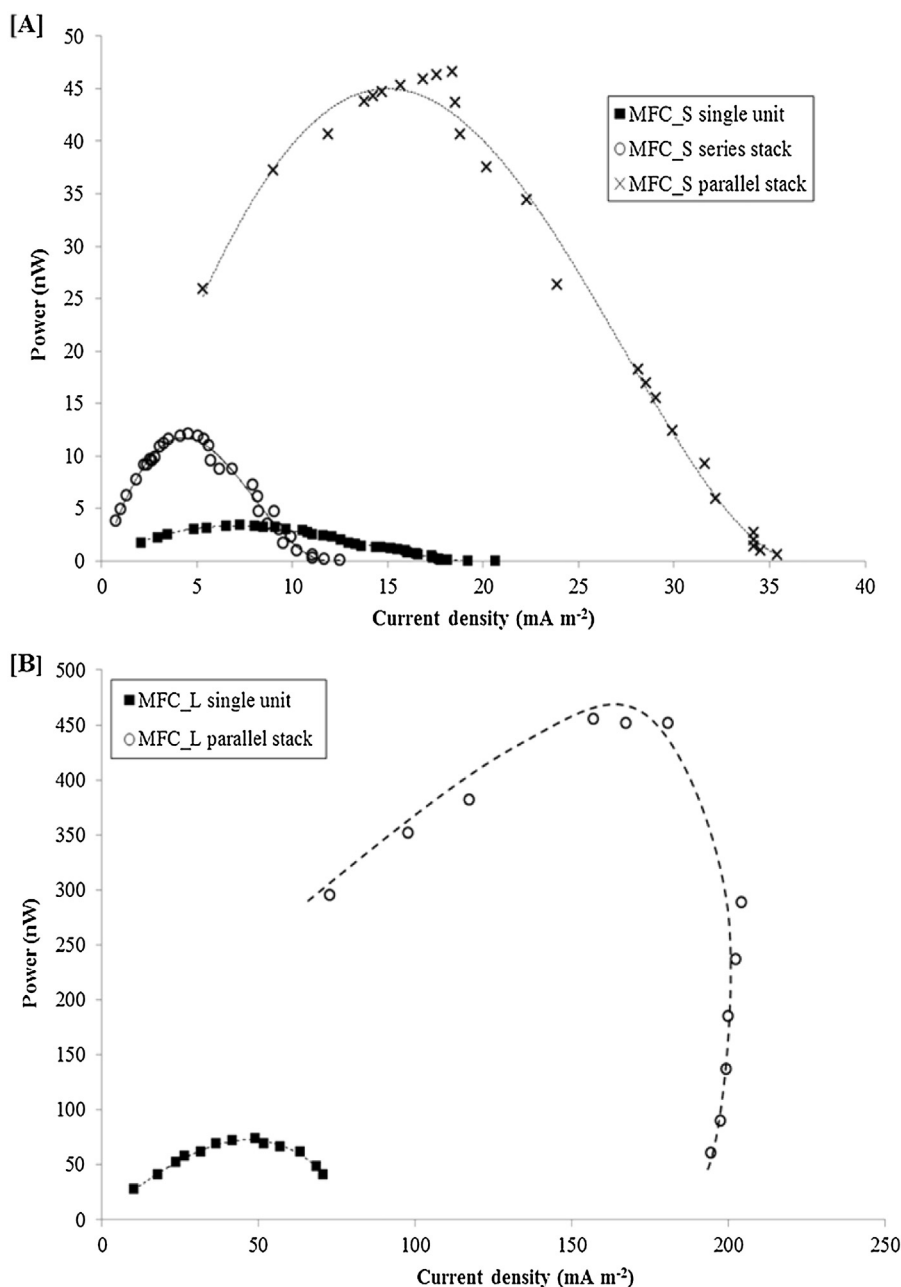 [A]
50
45
40
35
30
25
20
15
10
5
0
Power (nW)
MFC_S single unit
MFC_S series stack
MFC_S parallel stack
0 5 10 15 20 25 30 35 40
Current density (mA m-2)
[B]
500
450
400
350
300
250
200
150
100
50
0
Power (nW)
MFC_L single unit
MFC_L parallel stack
0 50 100 150 200 250
Current density (mA m-2)